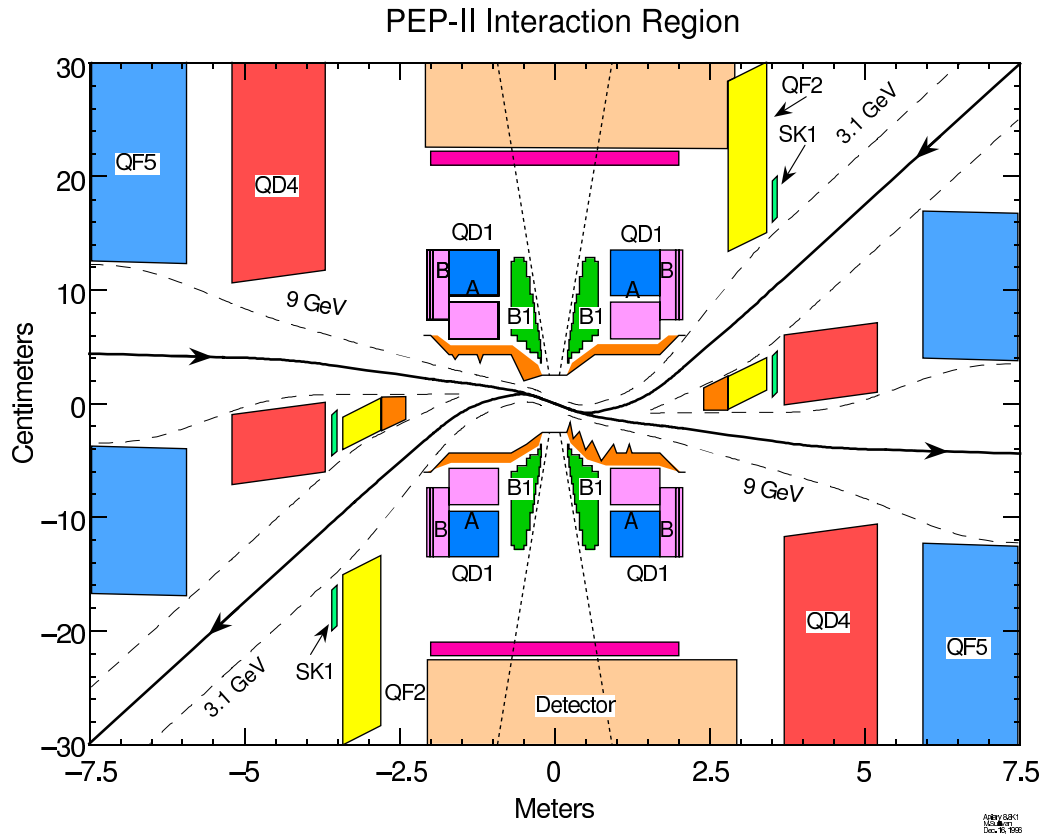 PEP-II Interaction Region
30
20
10
0
−10
−20
−30
Centimeters
QF5
QD4
QF2
SK1
3.1 GeV
QD1
QD1
B
A
B1
B1
A
B
9 GeV
9 GeV
B
A
B1
B1
A
B
QD1
QD1
SK1
QF2
3.1 GeV
Detector
QD4
QF5
−7.5
−5
−2.5
0
2.5
5
7.5
Meters